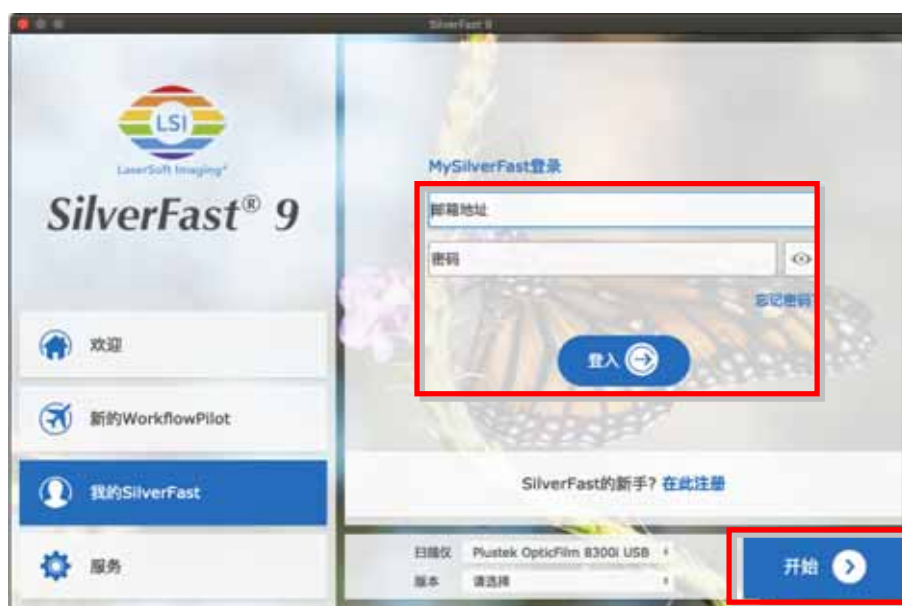 SilverFast 9
LSI
LaserSoft Imaging®
SilverFast® 9
欢迎
新的WorkflowPilot
我的SilverFast
服务
MySilverFast登录
邮箱地址
密码
忘记密码?
登入
SilverFast的新手? 在此注册
扫描仪 Plustek OpticFilm 8300i USB
版本 请选择
开始